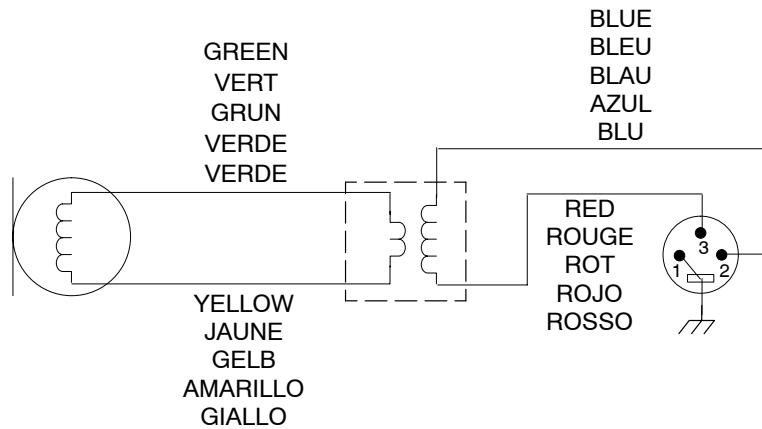 GREEN
VERT
GRUN
VERDE
VERDE
BLUE
BLEU
BLAU
AZUL
BLU
YELLOW
JAUNE
GELB
AMARILLO
GIALLO
RED
ROUGE
ROT
ROJO
ROSSO
3
1
2